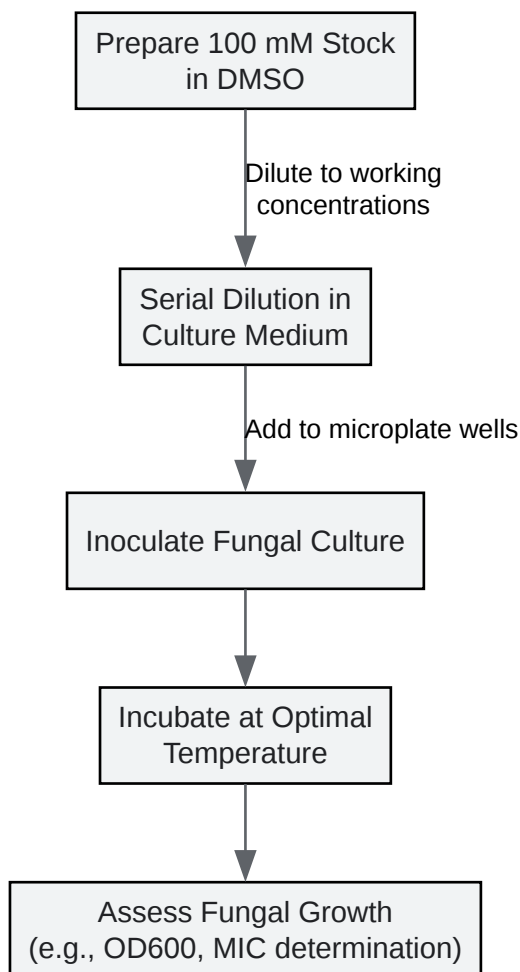 Prepare 100 mM Stock
in DMSO
Dilute to working
concentrations
Serial Dilution in
Culture Medium
Add to microplate wells
Inoculate Fungal Culture
Incubate at Optimal
Temperature
Assess Fungal Growth
(e.g., OD600, MIC determination)